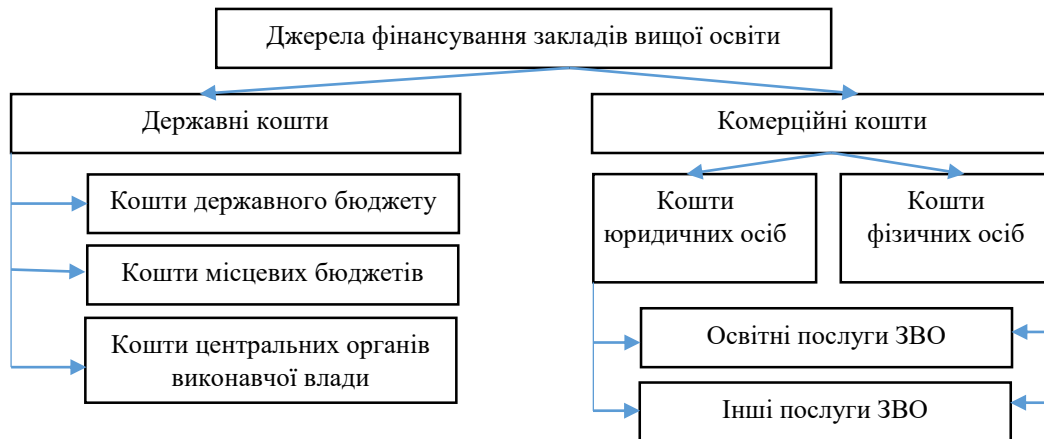 Джерела фінансування закладів вищої освіти
Державні кошти
Кошти державного бюджету
Кошти місцевих бюджетів
Кошти центральних органів
виконавчої влади
Комерційні кошти
Кошти
юридичних осіб
Кошти
фізичних осіб
Освітні послуги ЗВО
Інші послуги ЗВО